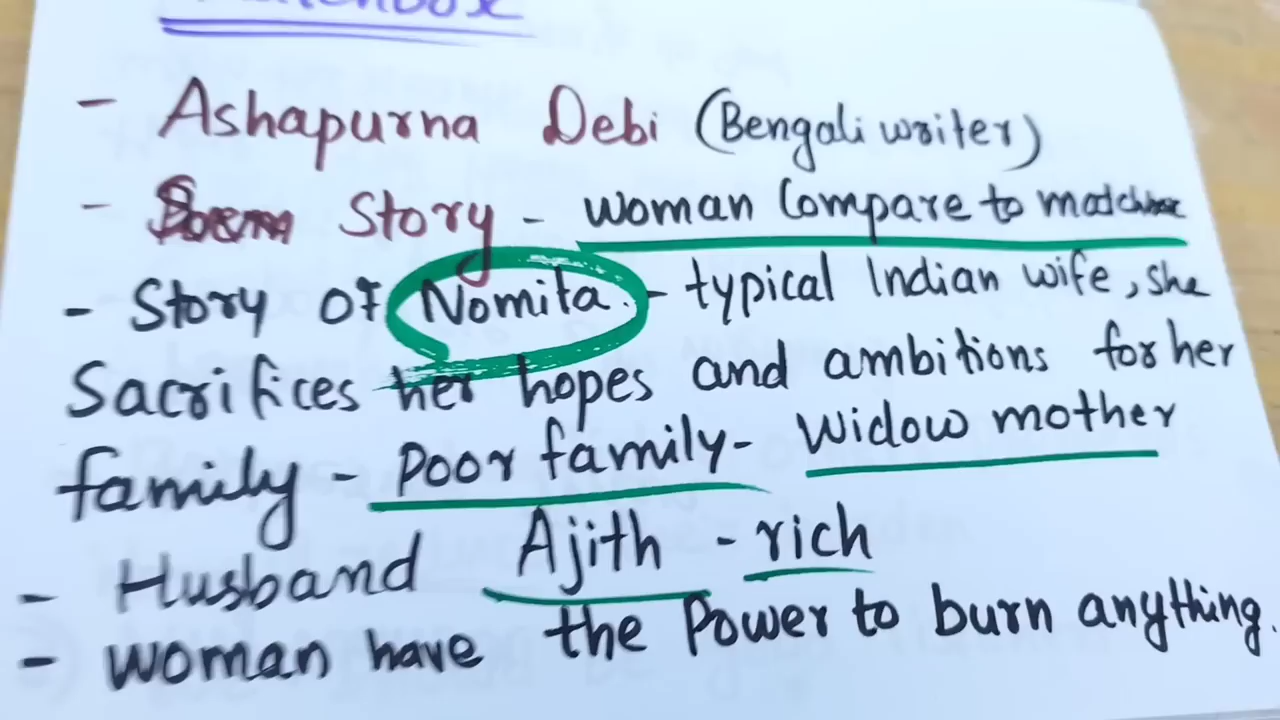 - Ashapurna Debi (Bengali writer)
- Story - woman Compare to matchbox
- Story of Nomita. - typical Indian wife, she
Sacrifices her hopes and ambitions for her
family - Poor family - Widow mother
- Husband Ajith - rich
- woman have the Power to burn anything.